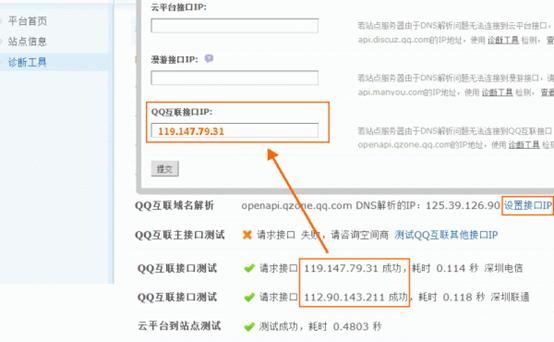 平台首页
站点信息
诊断工具
云平台接口IP:
若站点服务器由于DNS解析问题无法连接到云平台接口,
api.discuz.qq.com的IP地址，使用 诊断工具 检测，查
漫游接口IP:
若站点服务器由于DNS解析问题无法连接到漫游接口,
api.manyou.com的IP地址，使用 诊断工具 检测，查看
QQ互联接口IP:
119.147.79.31
若站点服务器由于DNS解析问题无法连接到QQ互联接口
openapi.qzone.qq.com的IP地址，使用 诊断工具 检测
提交
QQ互联域名解析 openapi.qzone.qq.com DNS解析的IP：125.39.126.90 设置接口IP
QQ互联主接口测试 请求接口 失败，请咨询空间商 测试QQ互联其他接口IP
QQ互联接口测试 请求接口 119.147.79.31 成功，耗时 0.114 秒 深圳电信
QQ互联接口测试 请求接口 112.90.143.211 成功，耗时 0.118 秒 深圳联通
云平台到站点测试 测试成功，耗时 0.4803 秒